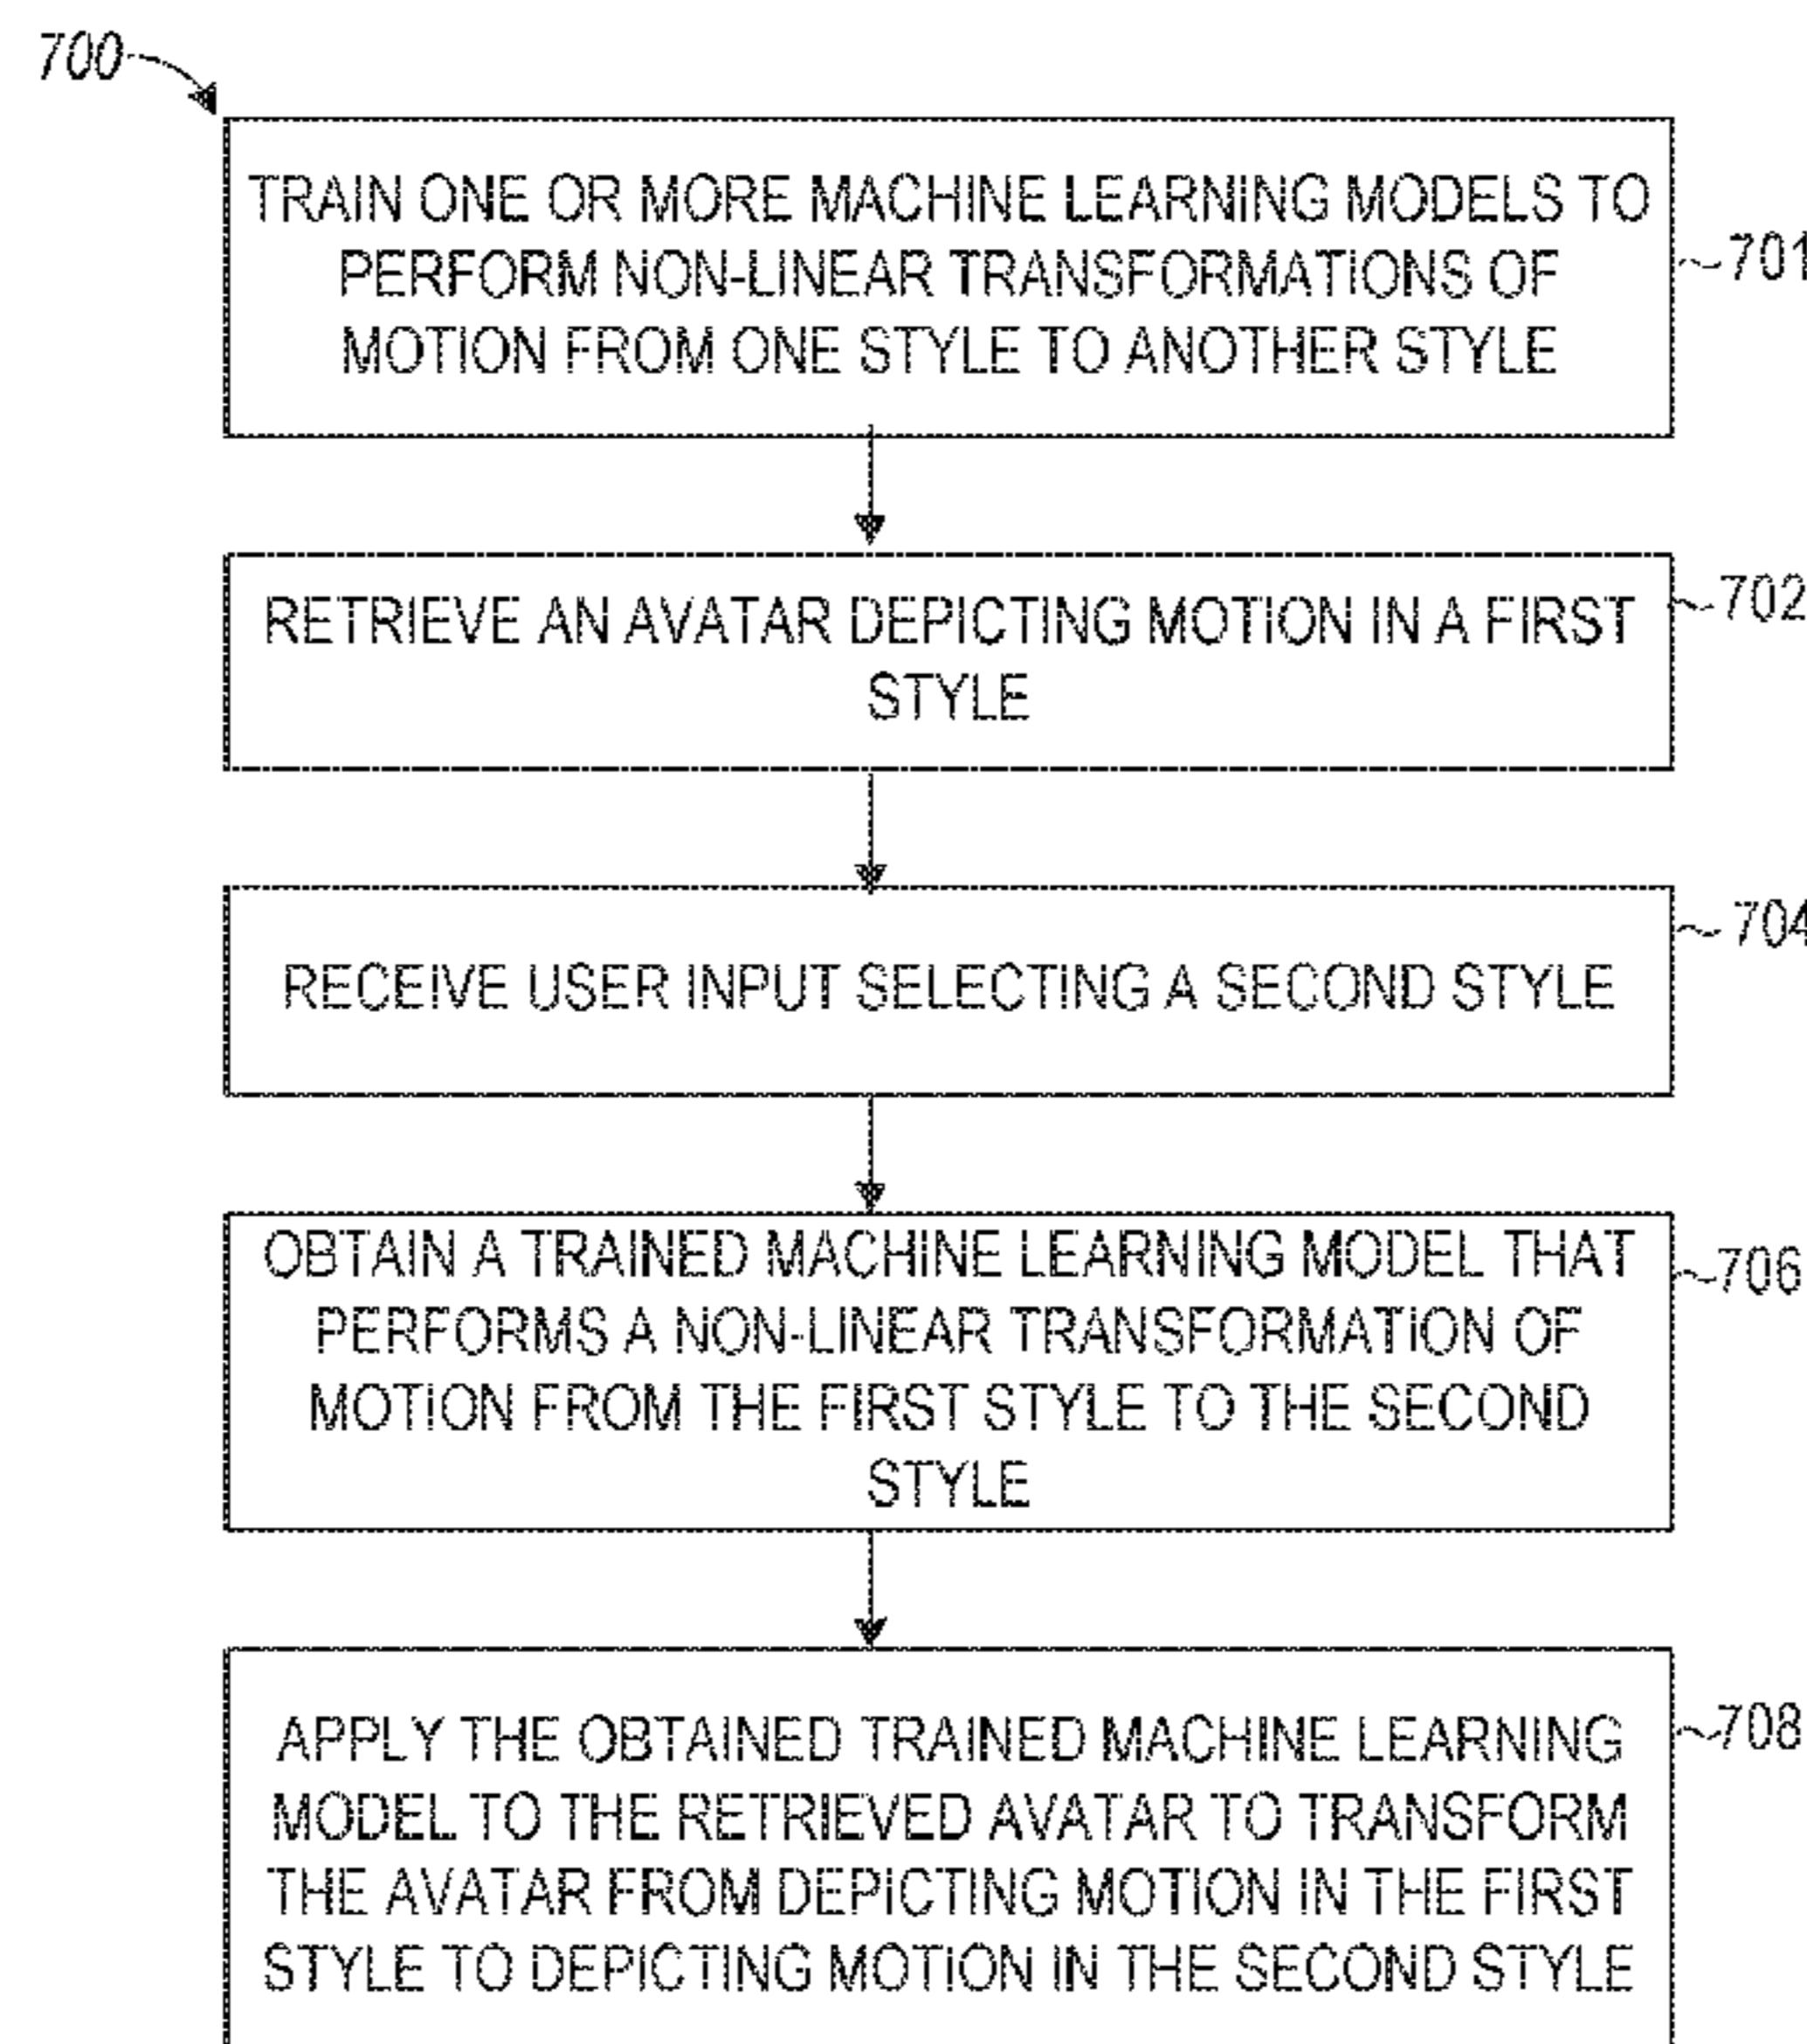 700
TRAIN ONE OR MORE MACHINE LEARNING MODELS TO
PERFORM NON-LINEAR TRANSFORMATIONS OF
MOTION FROM ONE STYLE TO ANOTHER STYLE
701
RETRIEVE AN AVATAR DEPICTING MOTION IN A FIRST
STYLE
702
RECEIVE USER INPUT SELECTING A SECOND STYLE
704
OBTAIN A TRAINED MACHINE LEARNING MODEL THAT
PERFORMS A NON-LINEAR TRANSFORMATION OF
MOTION FROM THE FIRST STYLE TO THE SECOND
STYLE
706
APPLY THE OBTAINED TRAINED MACHINE LEARNING
MODEL TO THE RETRIEVED AVATAR TO TRANSFORM
THE AVATAR FROM DEPICTING MOTION IN THE FIRST
STYLE TO DEPICTING MOTION IN THE SECOND STYLE
708